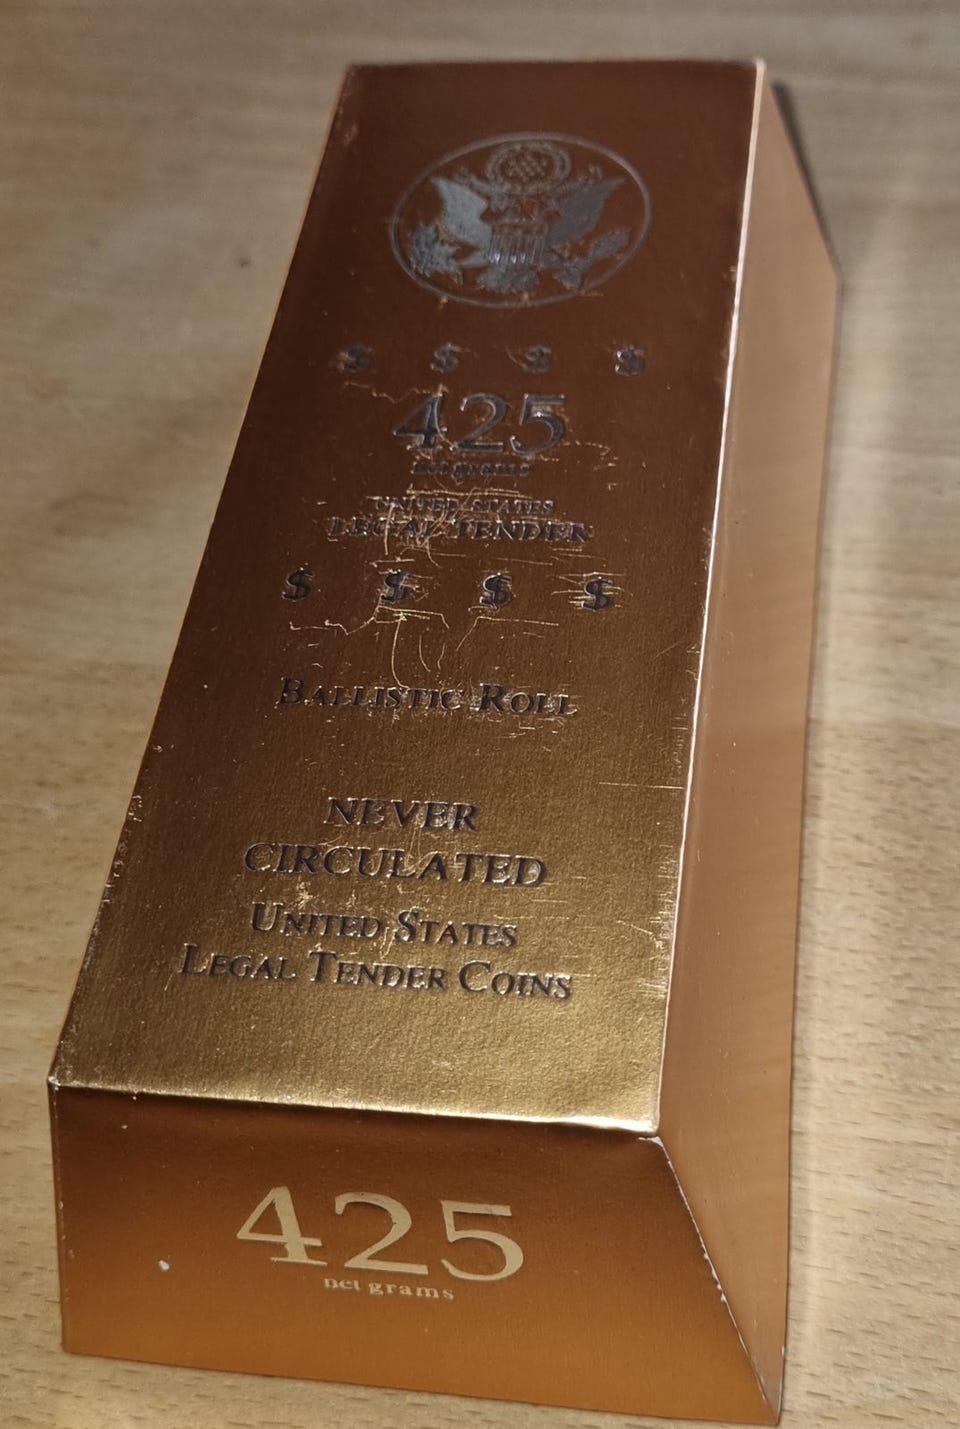 $ $ $ $
425
net grams
UNITED STATES
LEGAL TENDER
$ $ $ $
BALLISTIC ROLL
NEVER
CIRCULATED
UNITED STATES
LEGAL TENDER COINS
425
net grams